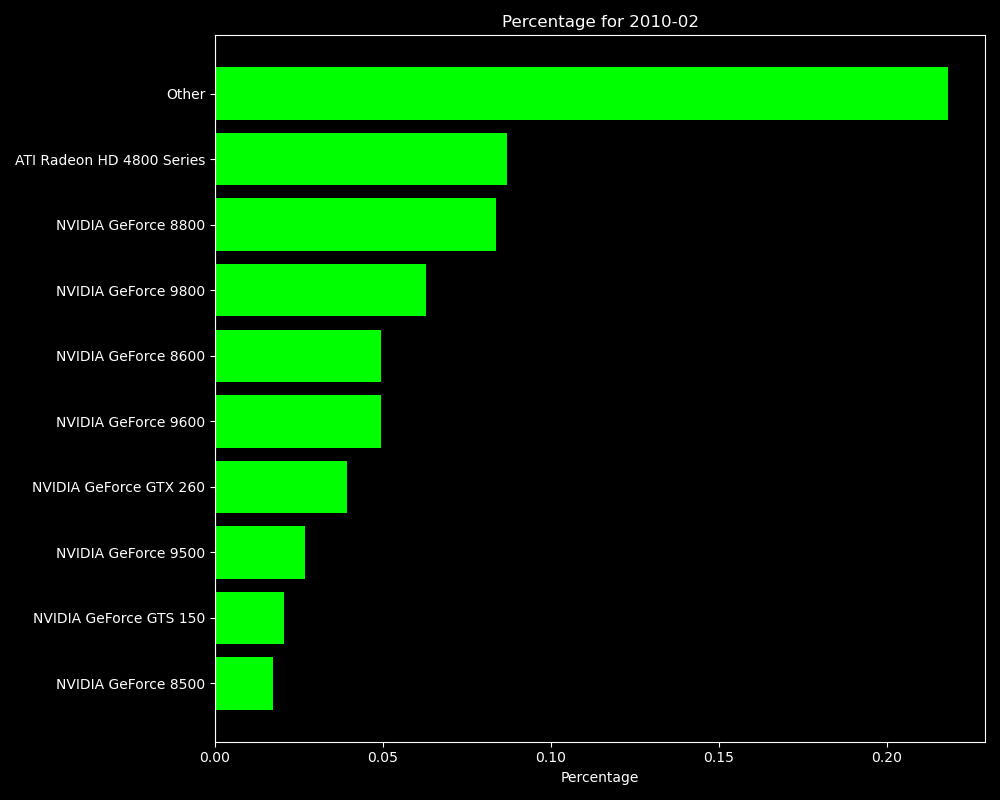 Percentage for 2010-02
Other
ATI Radeon HD 4800 Series
NVIDIA GeForce 8800
NVIDIA GeForce 9800
NVIDIA GeForce 8600
NVIDIA GeForce 9600
NVIDIA GeForce GTX 260
NVIDIA GeForce 9500
NVIDIA GeForce GTS 150
NVIDIA GeForce 8500
0.00 0.05 0.10 0.15 0.20
Percentage